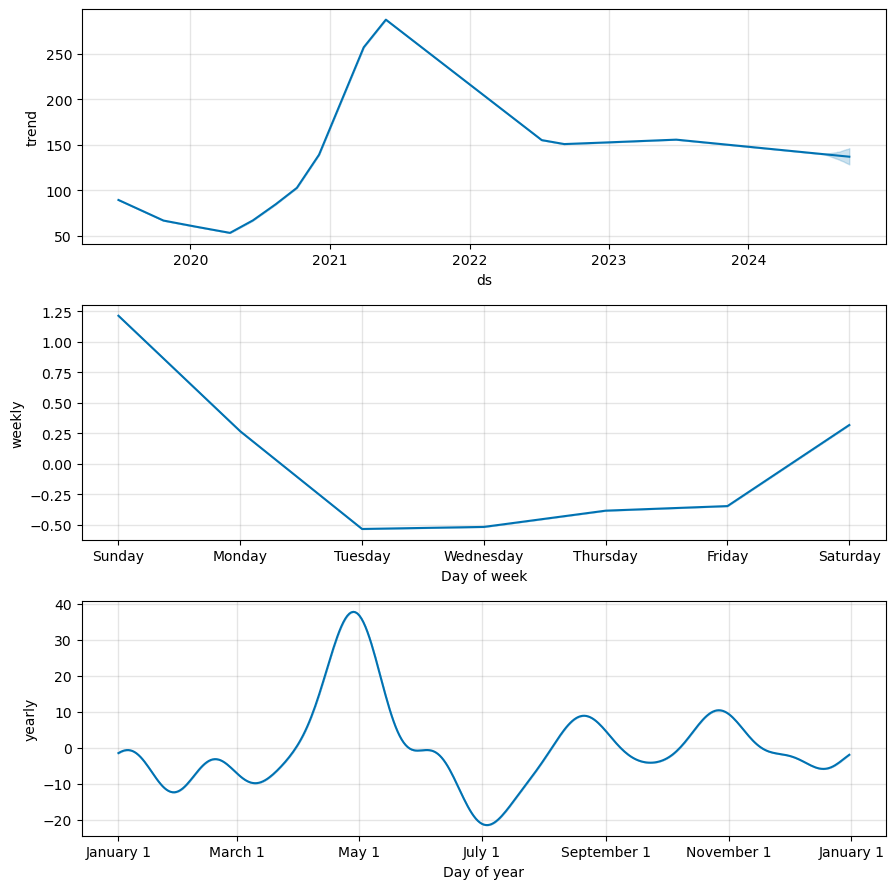 250
200
150
100
50
trend
2020 2021 2022 2023 2024
ds
1.25
1.00
0.75
0.50
0.25
0.00
−0.25
−0.50
weekly
Sunday Monday Tuesday Wednesday Thursday Friday Saturday
Day of week
40
30
20
10
0
−10
−20
yearly
January 1 March 1 May 1 July 1 September 1 November 1 January 1
Day of year